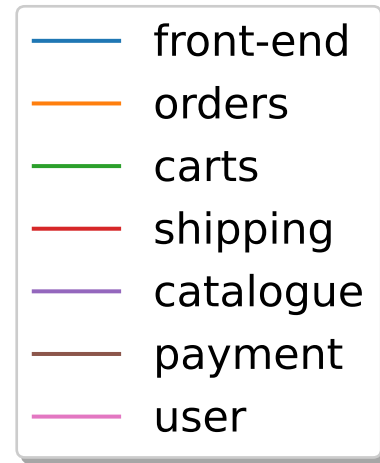 front-end
orders
carts
shipping
catalogue
payment
user